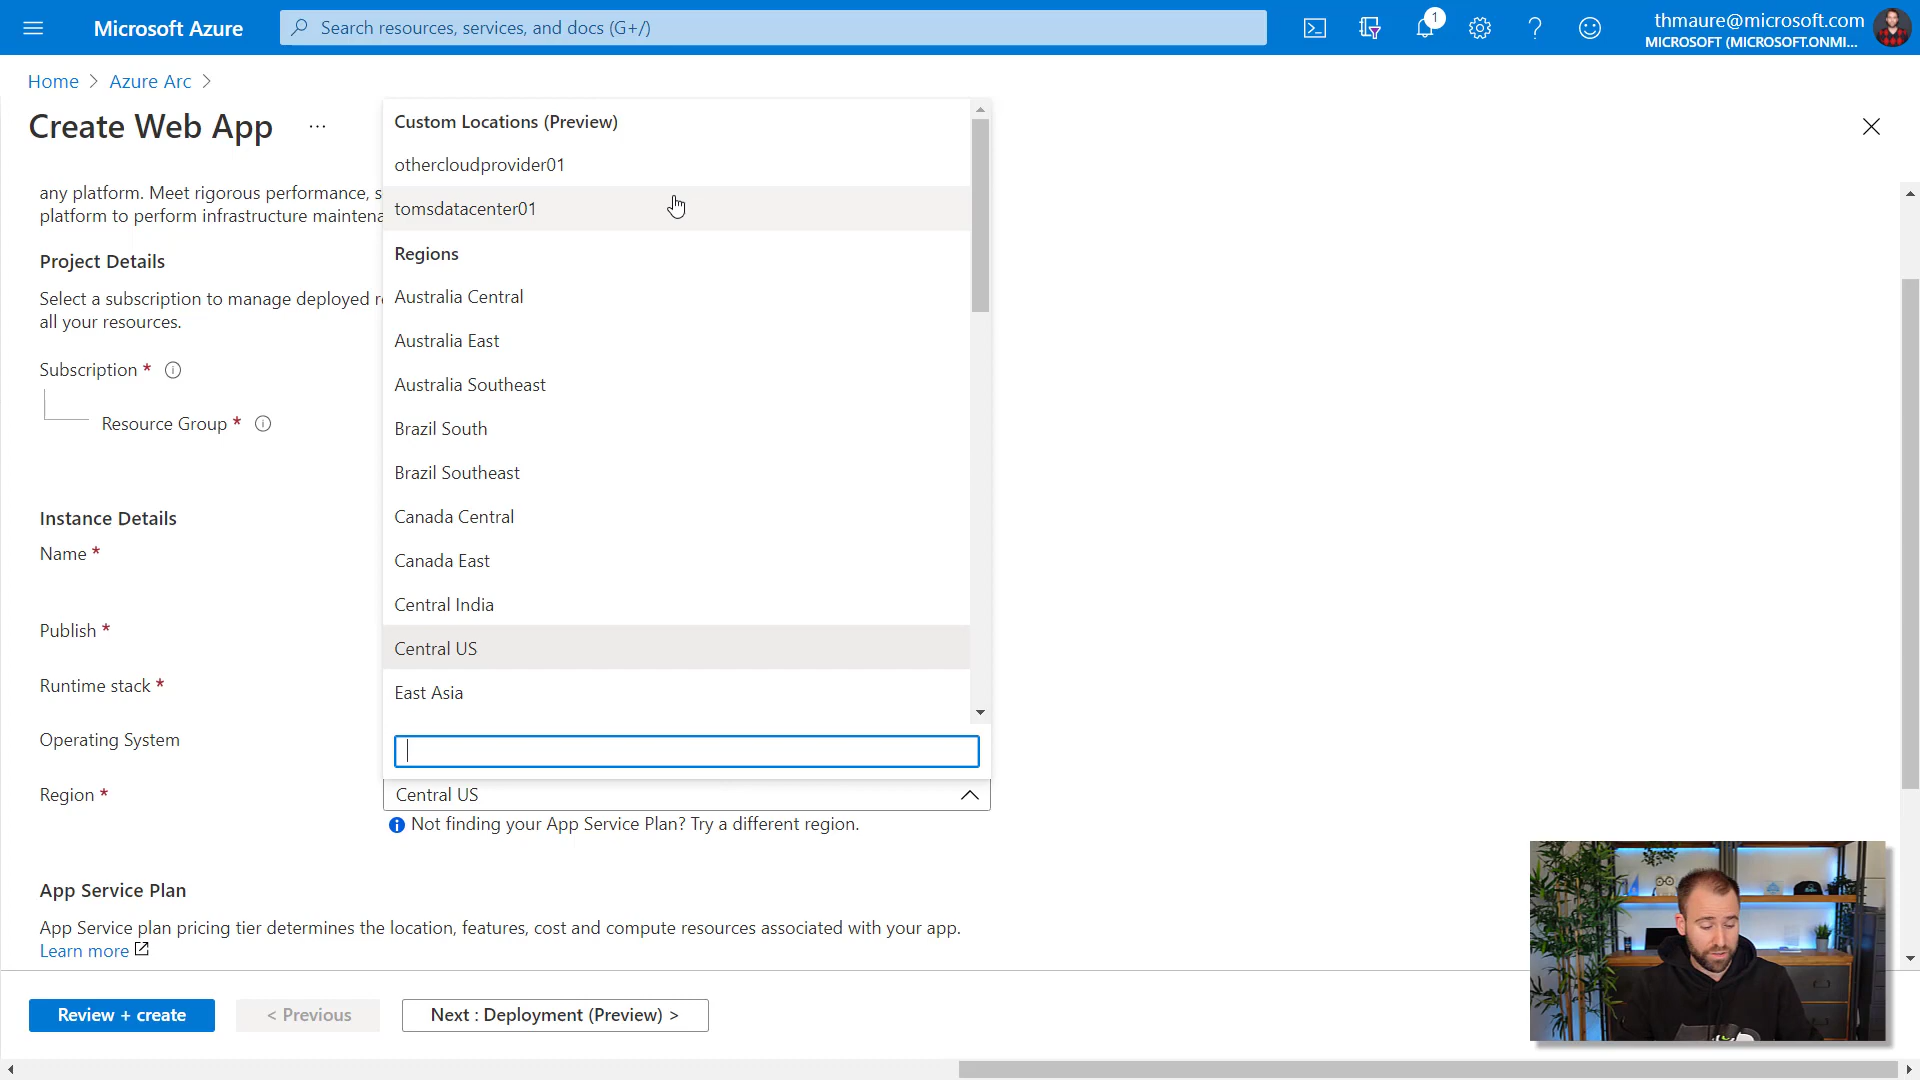 Microsoft Azure
Search resources, services, and docs (G+/)
1
thmaure@microsoft.com
MICROSOFT (MICROSOFT.ONMI...
Home > Azure Arc >
Create Web App ...
any platform. Meet rigorous performance, s
platform to perform infrastructure maintena
Project Details
Select a subscription to manage deployed r
all your resources.
Subscription *
Resource Group *
Instance Details
Name *
Publish *
Runtime stack *
Operating System
Region *
Custom Locations (Preview)
othercloudprovider01
tomsdatacenter01
Regions
Australia Central
Australia East
Australia Southeast
Brazil South
Brazil Southeast
Canada Central
Canada East
Central India
Central US
East Asia
Central US
Not finding your App Service Plan? Try a different region.
App Service Plan
App Service plan pricing tier determines the location, features, cost and compute resources associated with your app.
Learn more
Review + create
< Previous
Next : Deployment (Preview) >